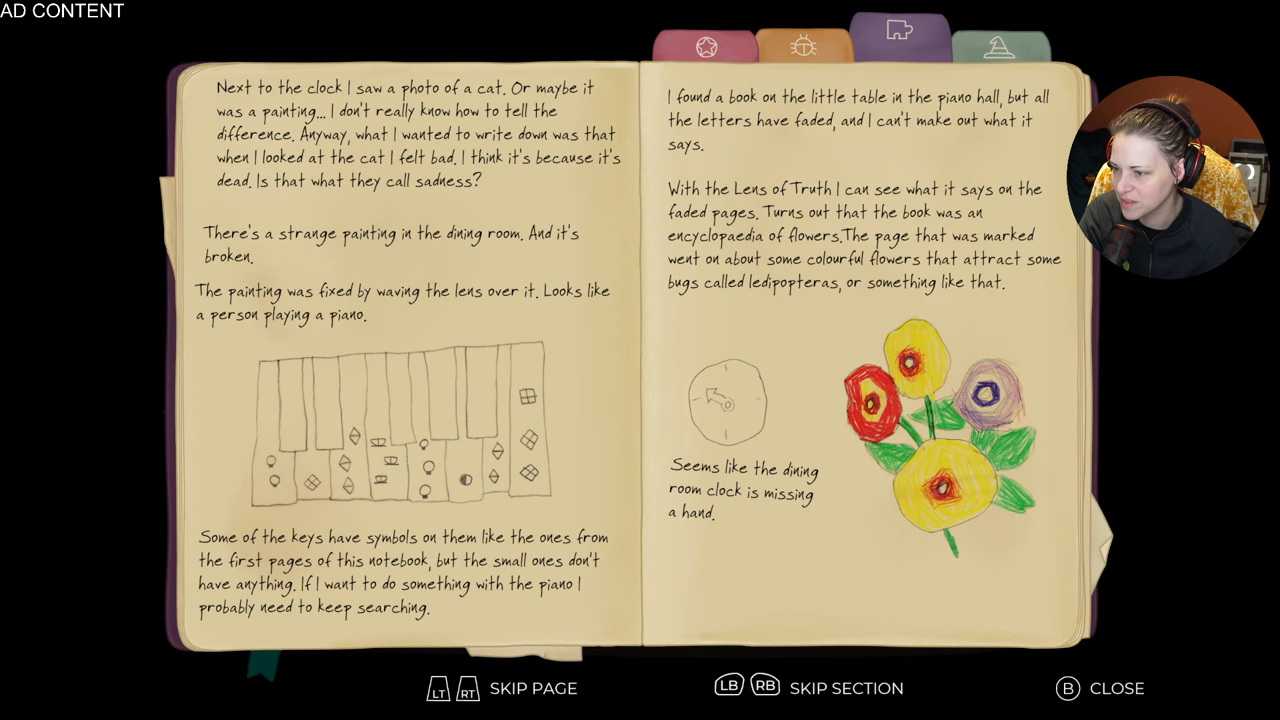 AD CONTENT
Next to the clock I saw a photo of a cat. Or maybe it
was a painting... I don't really know how to tell the
difference. Anyway, what I wanted to write down was that
when I looked at the cat I felt bad. I think it's because it's
dead. Is that what they call sadness?
There's a strange painting in the dining room. And it's
broken.
The painting was fixed by waving the lens over it. Looks like
a person playing a piano.
Some of the keys have symbols on them like the ones from
the first pages of this notebook, but the small ones don't
have anything. If I want to do something with the piano I
probably need to keep searching.
I found a book on the little table in the piano hall, but all
the letters have faded, and I can't make out what it
says.
With the Lens of Truth I can see what it says on the
faded pages. Turns out that the book was an
encyclopaedia of flowers.The page that was marked
went on about some colourful flowers that attract some
bugs called ledipopteras, or something like that.
Seems like the dining
room clock is missing
a hand.
LT RT SKIP PAGE
LB RB SKIP SECTION
B CLOSE